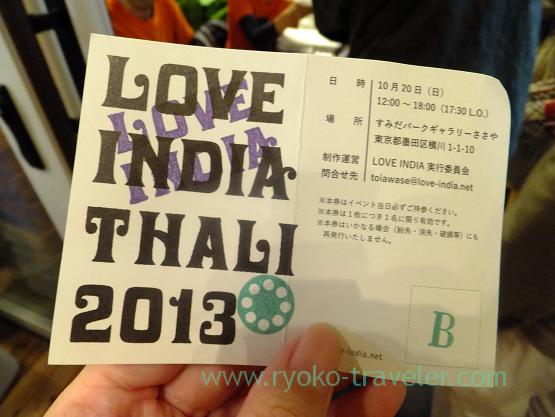 LOVE
INDIA
THALI
2013
LOVE
INDIA
日 時 10月20日（日）
12:00～18:00（17:30 L.O.）
場 所 すみだパークギャラリーささや
東京都墨田区横川 1-1-10
制作運営 LOVE INDIA 実行委員会
問合せ先 toiawase@love-india.net
※本券はイベント当日必ずご持参ください。
※本券は1枚につき1名に限り有効です。
※本券はいかなる場合（紛失・消失・破損等）にも
再発行いたしません。
B
e-india.net
www.ryoko-traveler.com